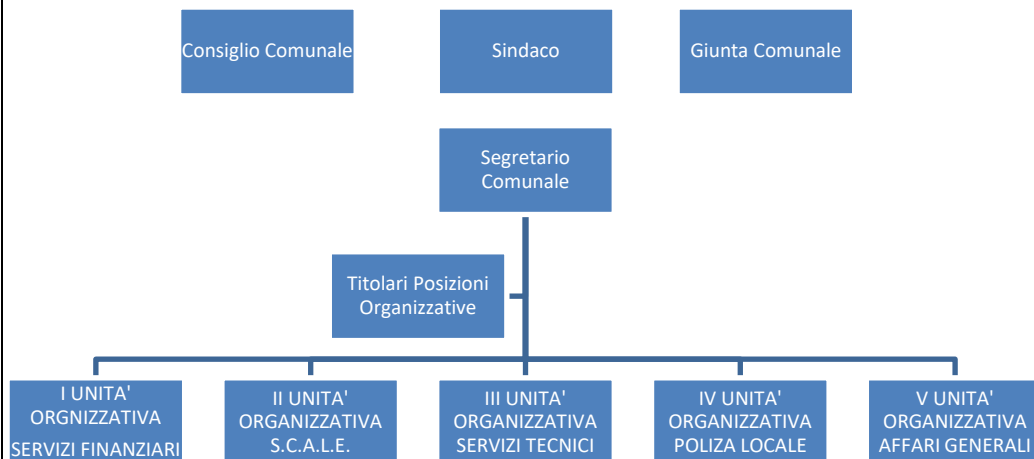 Consiglio Comunale
Sindaco
Giunta Comunale
Segretario
Comunale
Titolari Posizioni
Organizzative
I UNITA'
ORGNIZZATIVA
SERVIZI FINANZIARI
II UNITA'
ORGANIZZATIVA
S.C.A.L.E.
III UNITA'
ORGANIZZATIVA
SERVIZI TECNICI
IV UNITA'
ORGANIZZATIVA
POLIZA LOCALE
V UNITA'
ORGANIZZATIVA
AFFARI GENERALI